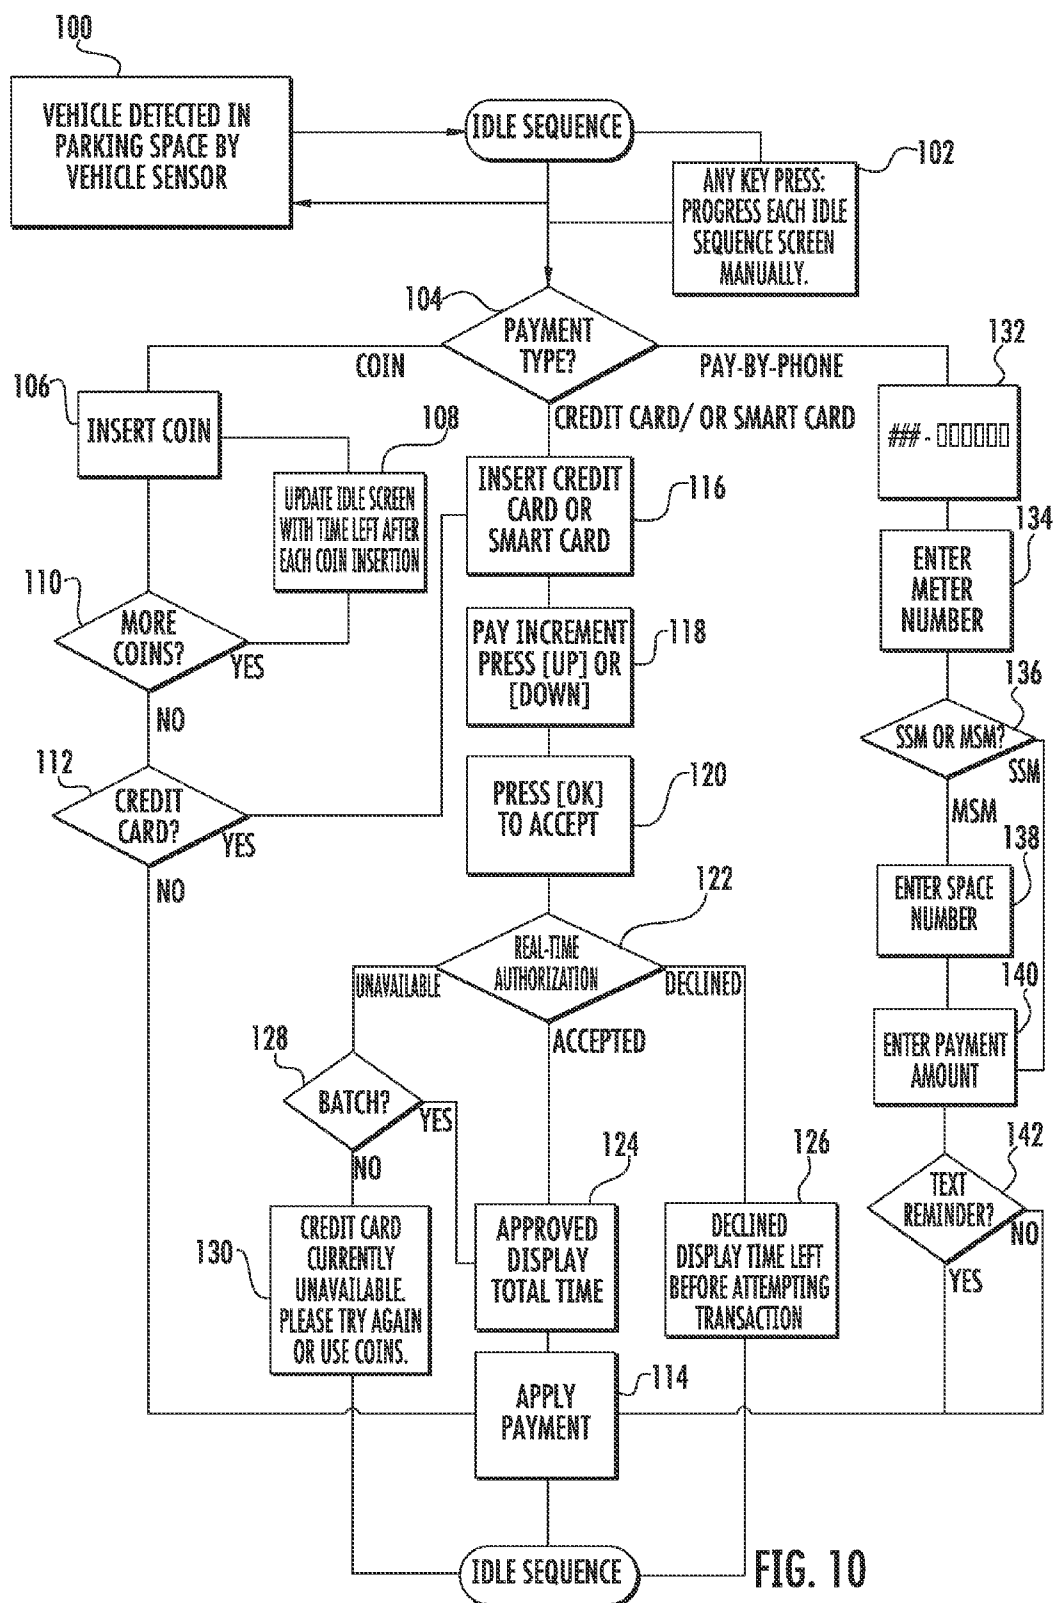 100
VEHICLE DETECTED IN
PARKING SPACE BY
VEHICLE SENSOR
IDLE SEQUENCE
102
ANY KEY PRESS:
PROGRESS EACH IDLE
SEQUENCE SCREEN
MANUALLY.
104
PAYMENT
TYPE?
COIN
PAY-BY-PHONE
CREDIT CARD/ OR SMART CARD
106
INSERT COIN
108
UPDATE IDLE SCREEN
WITH TIME LEFT AFTER
EACH COIN INSERTION
110
MORE
COINS?
YES
NO
112
CREDIT
CARD?
YES
NO
INSERT CREDIT
CARD OR
SMART CARD
116
PAY INCREMENT
PRESS [UP] OR
[DOWN]
118
PRESS [OK]
TO ACCEPT
120
REAL-TIME
AUTHORIZATION
122
UNAVAILABLE
DECLINED
ACCEPTED
128
BATCH?
YES
NO
130
CREDIT CARD
CURRENTLY
UNAVAILABLE.
PLEASE TRY AGAIN
OR USE COINS.
124
APPROVED
DISPLAY
TOTAL TIME
126
DECLINED
DISPLAY TIME LEFT
BEFORE ATTEMPTING
TRANSACTION
APPLY
PAYMENT
114
132
###-▯▯▯▯▯▯
134
ENTER
METER
NUMBER
136
SSM OR MSM?
SSM
MSM
138
ENTER SPACE
NUMBER
140
ENTER PAYMENT
AMOUNT
142
TEXT
REMINDER?
NO
YES
IDLE SEQUENCE
FIG. 10